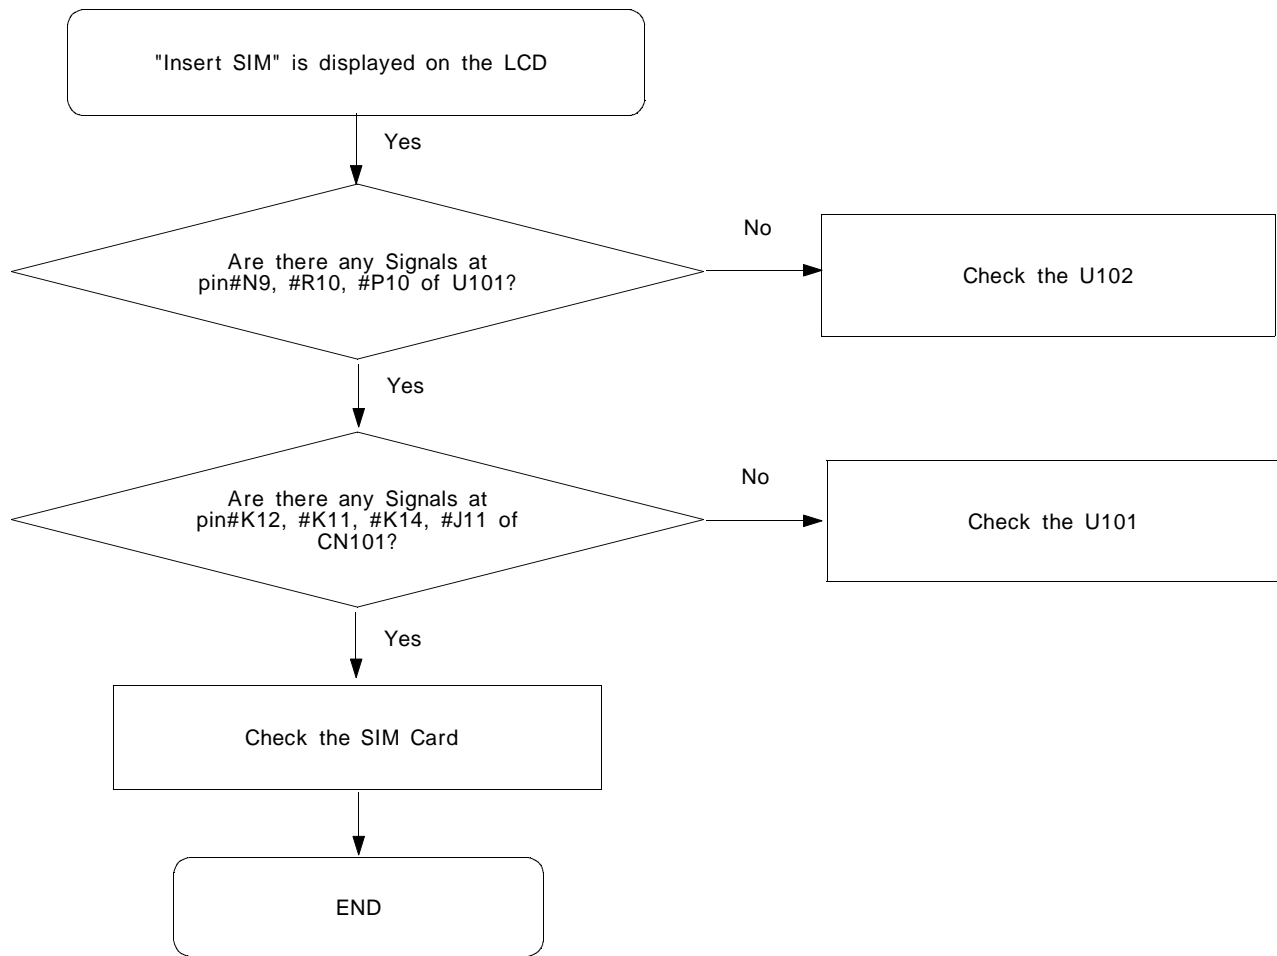 "Insert SIM" is displayed on the LCD
Yes
Are there any Signals at
pin#N9, #R10, #P10 of U101?
No
Check the U102
Yes
Are there any Signals at
pin#K12, #K11, #K14, #J11 of
CN101?
No
Check the U101
Yes
Check the SIM Card
END